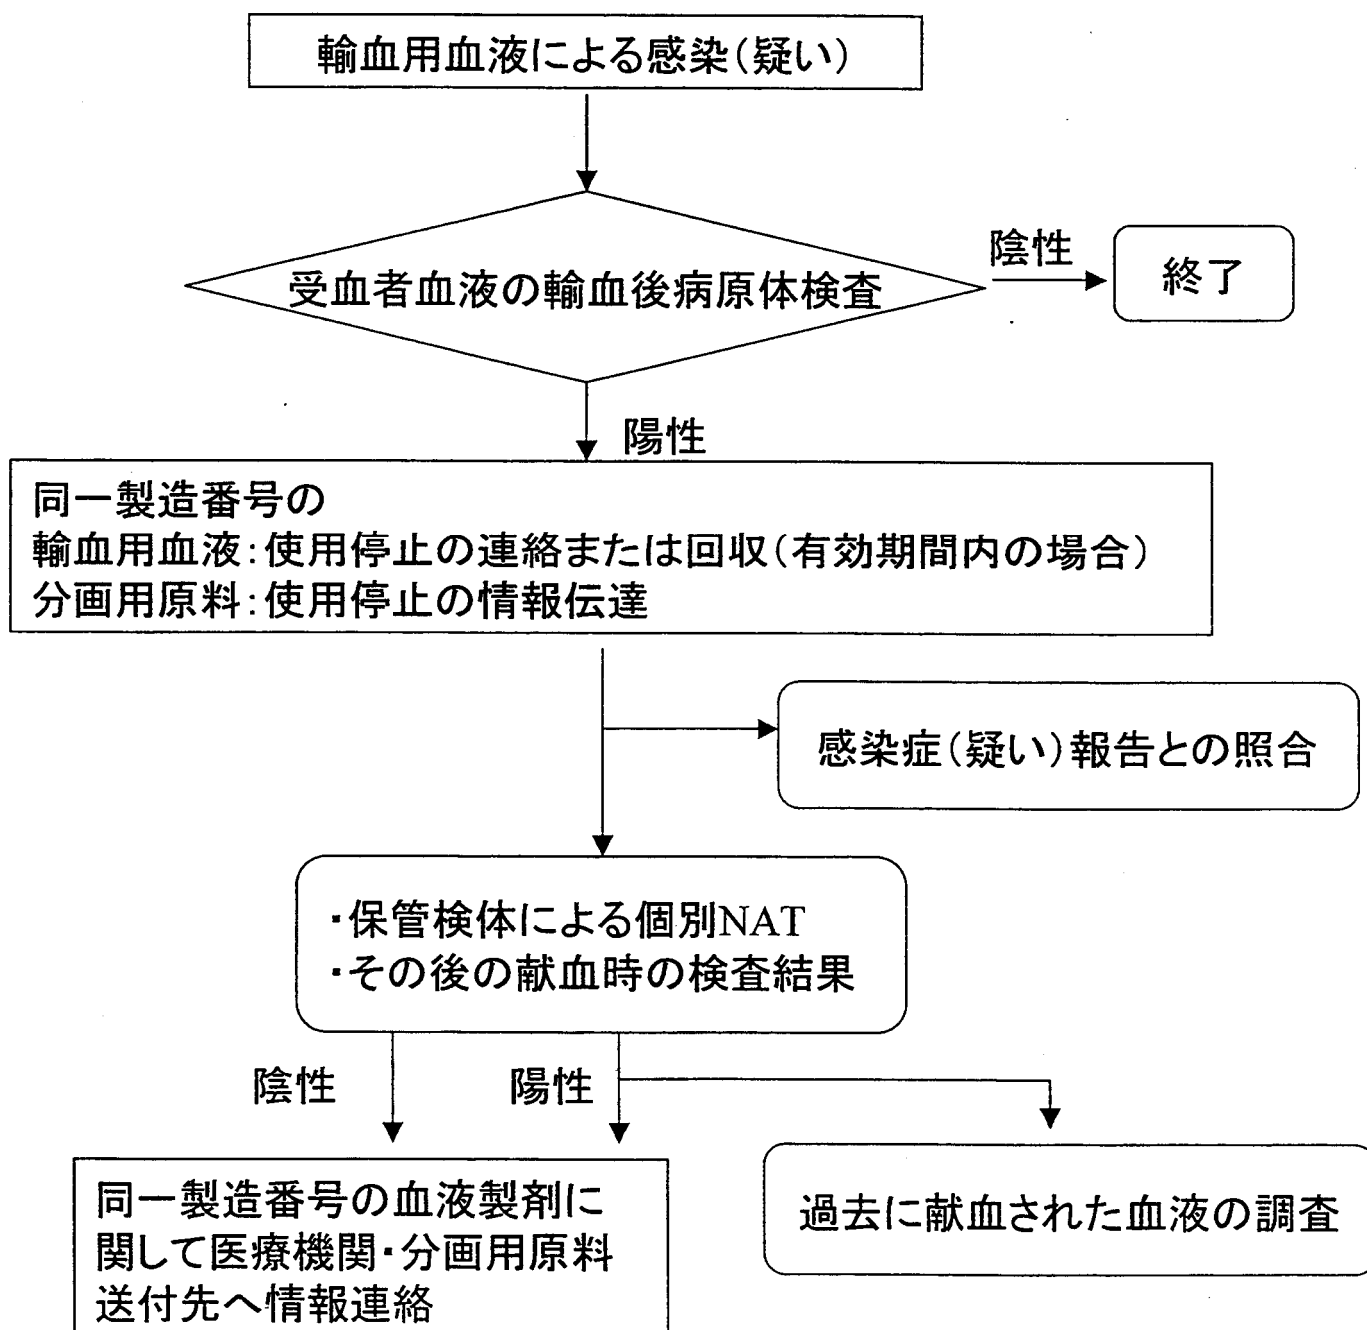 輸血用血液による感染(疑い)
受血者血液の輸血後病原体検査
陰性
終了
陽性
同一製造番号の
輸血用血液:使用停止の連絡または回収(有効期間内の場合)
分画用原料:使用停止の情報伝達
感染症(疑い)報告との照合
・保管検体による個別NAT
・その後の献血時の検査結果
陰性
陽性
同一製造番号の血液製剤に
関して医療機関・分画用原料
送付先へ情報連絡
過去に献血された血液の調査